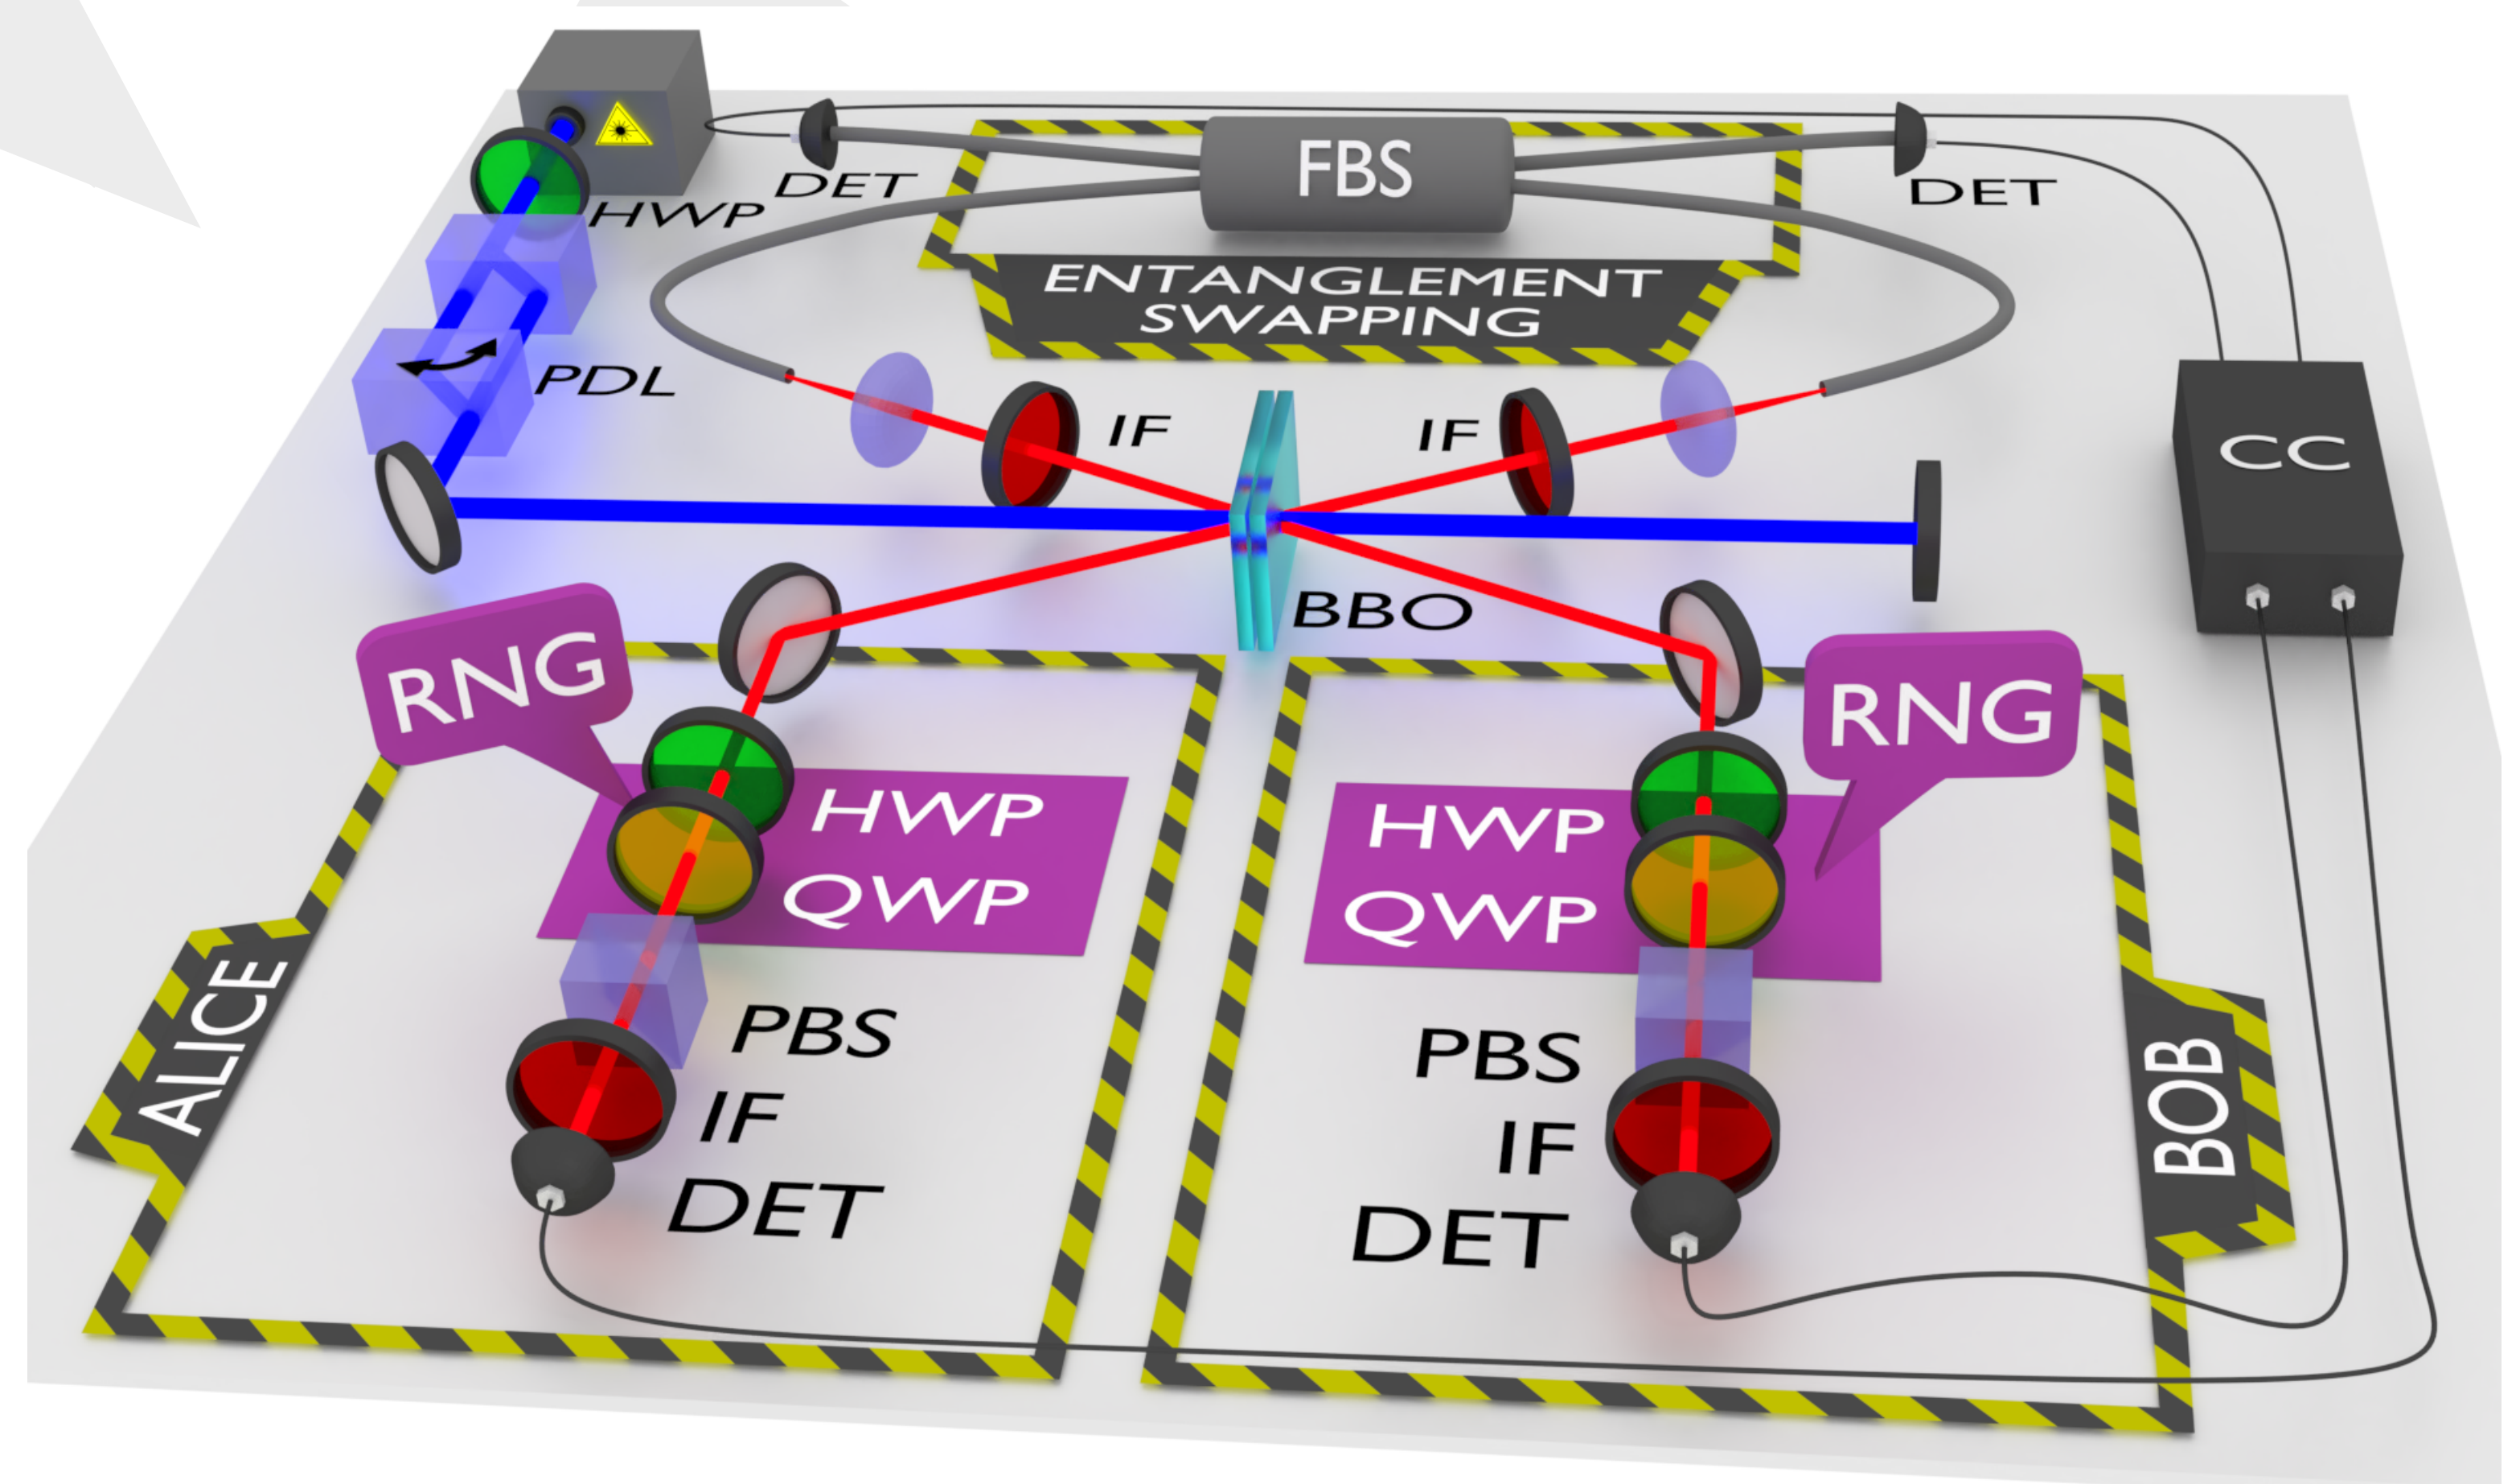 FBS
DET
DET
HWP
ENTANGLEMENT
SWAPPING
PDL
IF
IF
CC
BBO
RNG
RNG
HWP
QWP
HWP
QWP
ALICE
PBS
IF
DET
PBS
IF
DET
BOB